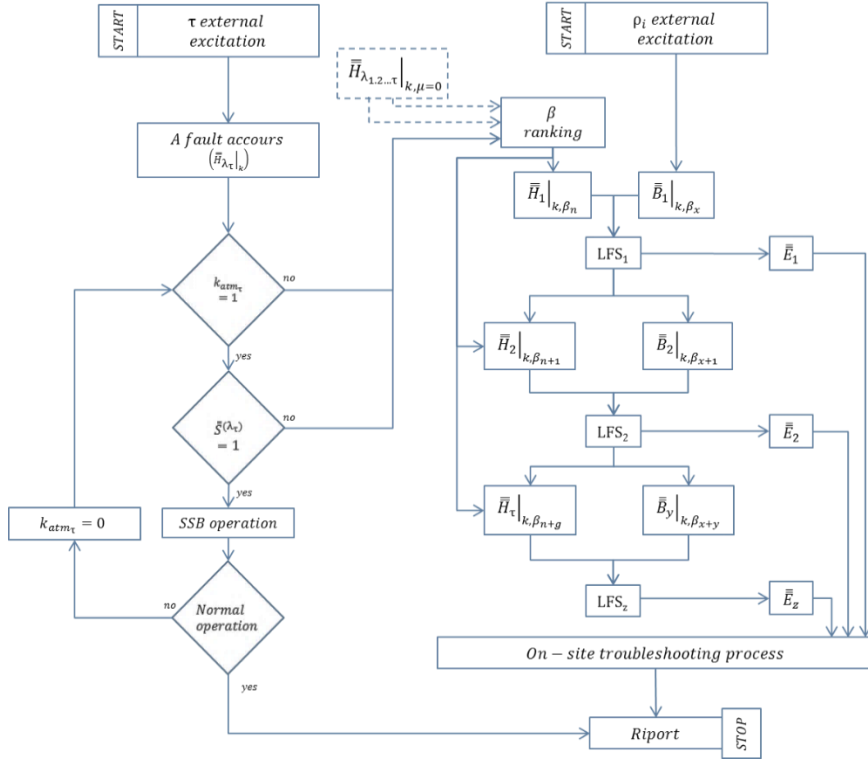 START
τ external
excitation
A fault accours
(H̿_λτ|_k)
k_atm_τ
= 1
no
yes
S̄^(λ_τ)
= 1
no
yes
SSB operation
k_atm_τ = 0
Normal
operation
no
yes
H̿_λ1.2…τ|_k,μ=0
START
ρ_i external
excitation
β
ranking
H̿_1|_k,β_n
B̿_1|_k,β_x
LFS_1
E̿_1
H̿_2|_k,β_n+1
B̿_2|_k,β_x+1
LFS_2
E̿_2
H̿_τ|_k,β_n+g
B̿_y|_k,β_x+y
LFS_z
E̿_z
On − site troubleshooting process
Riport
STOP